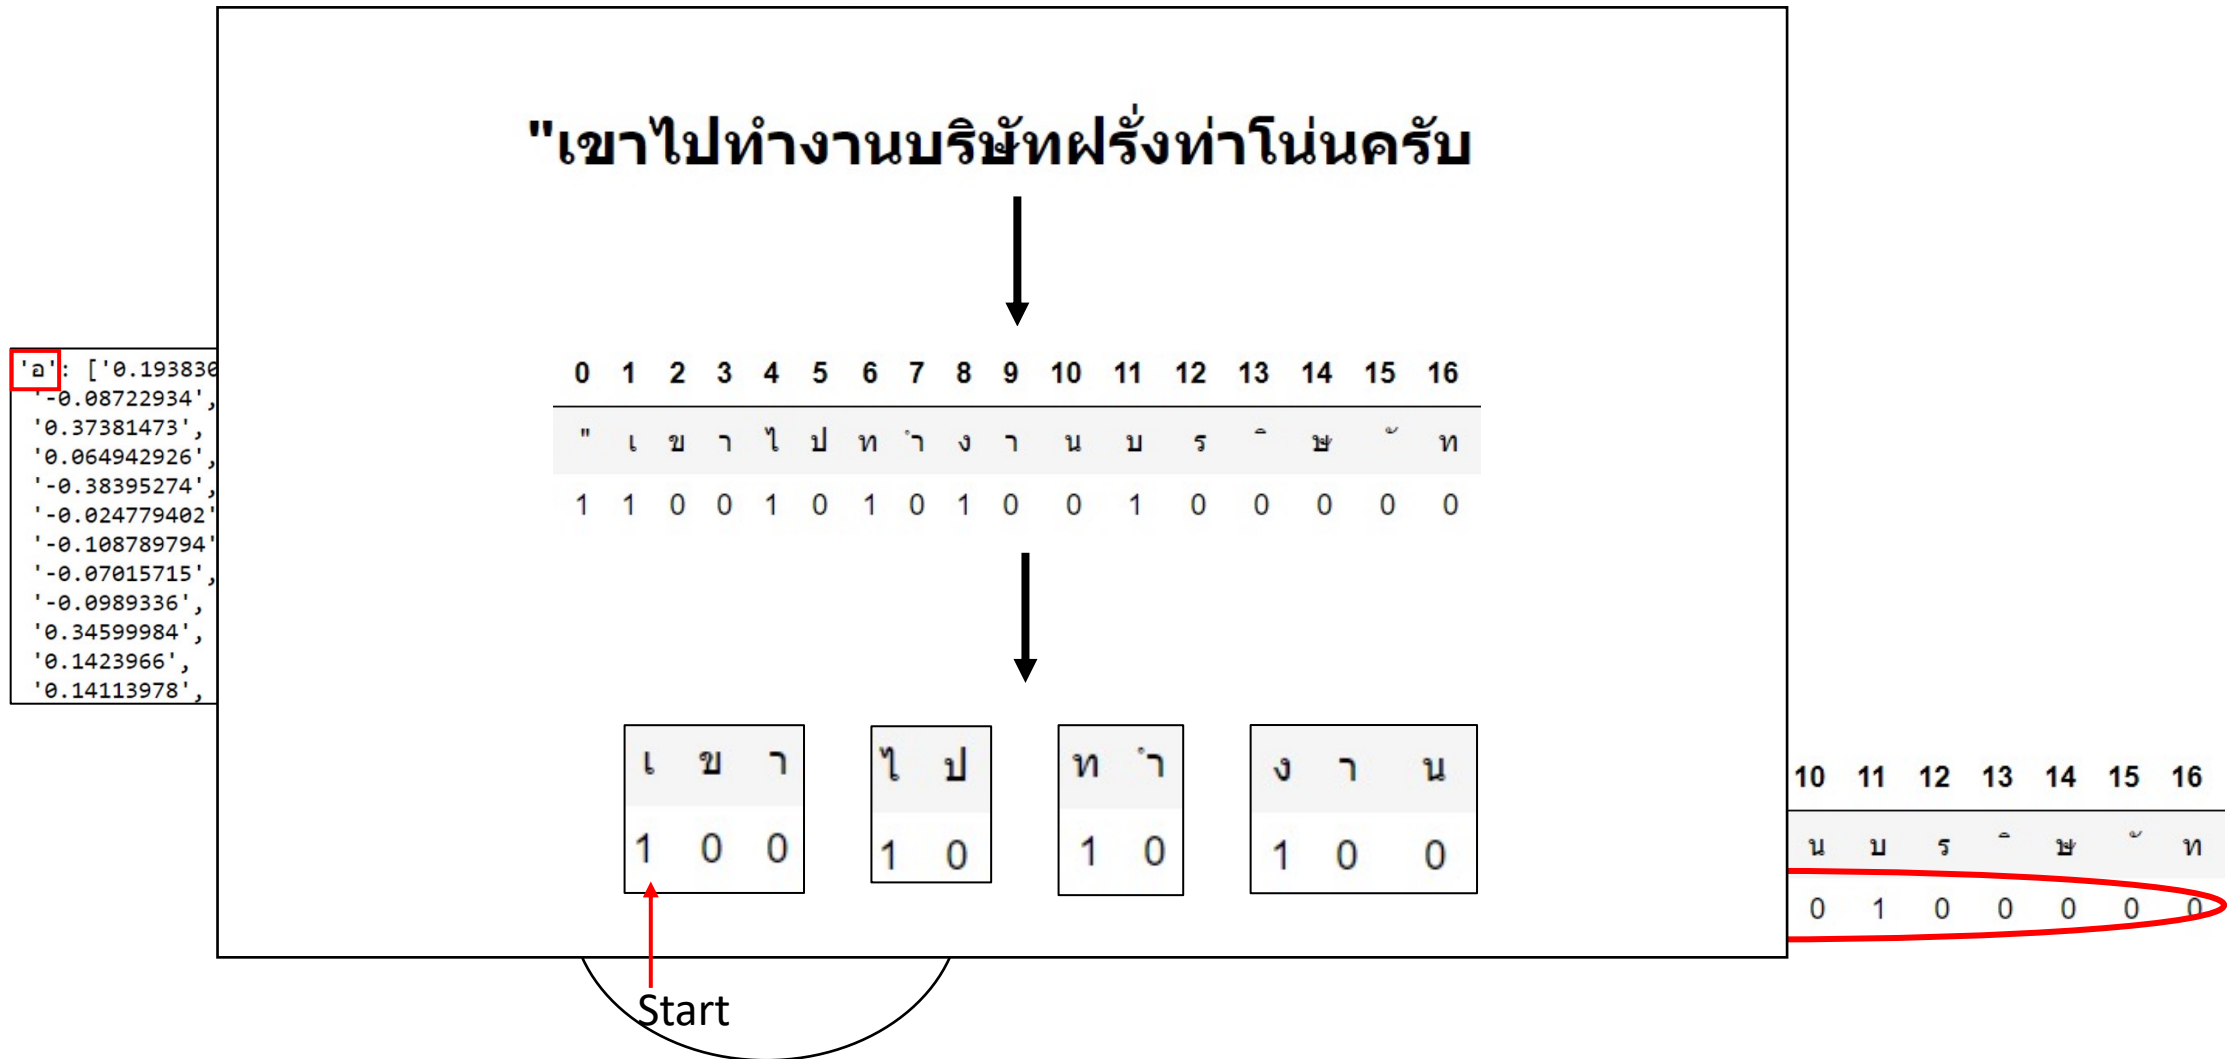 "เขาไปทำงานบริษัทฝรั่งท่าโน่นครับ
0 1 2 3 4 5 6 7 8 9 10 11 12 13 14 15 16
" เ ข า ไ ป ท ำ ง า น บ ร ิ ษ ั ท
1 1 0 0 1 0 1 0 1 0 0 1 0 0 0 0 0
'อ': ['0.193830
'-0.08722934',
'0.37381473',
'0.064942926',
'-0.38395274',
'-0.024779402'
'-0.108789794'
'-0.07015715',
'-0.0989336',
'0.34599984',
'0.1423966',
'0.14113978',
เ ข า
1 0 0
ไ ป
1 0
ท ำ
1 0
ง า น
1 0 0
10 11 12 13 14 15 16
น บ ร ิ ษ ั ท
0 1 0 0 0 0 0
Start